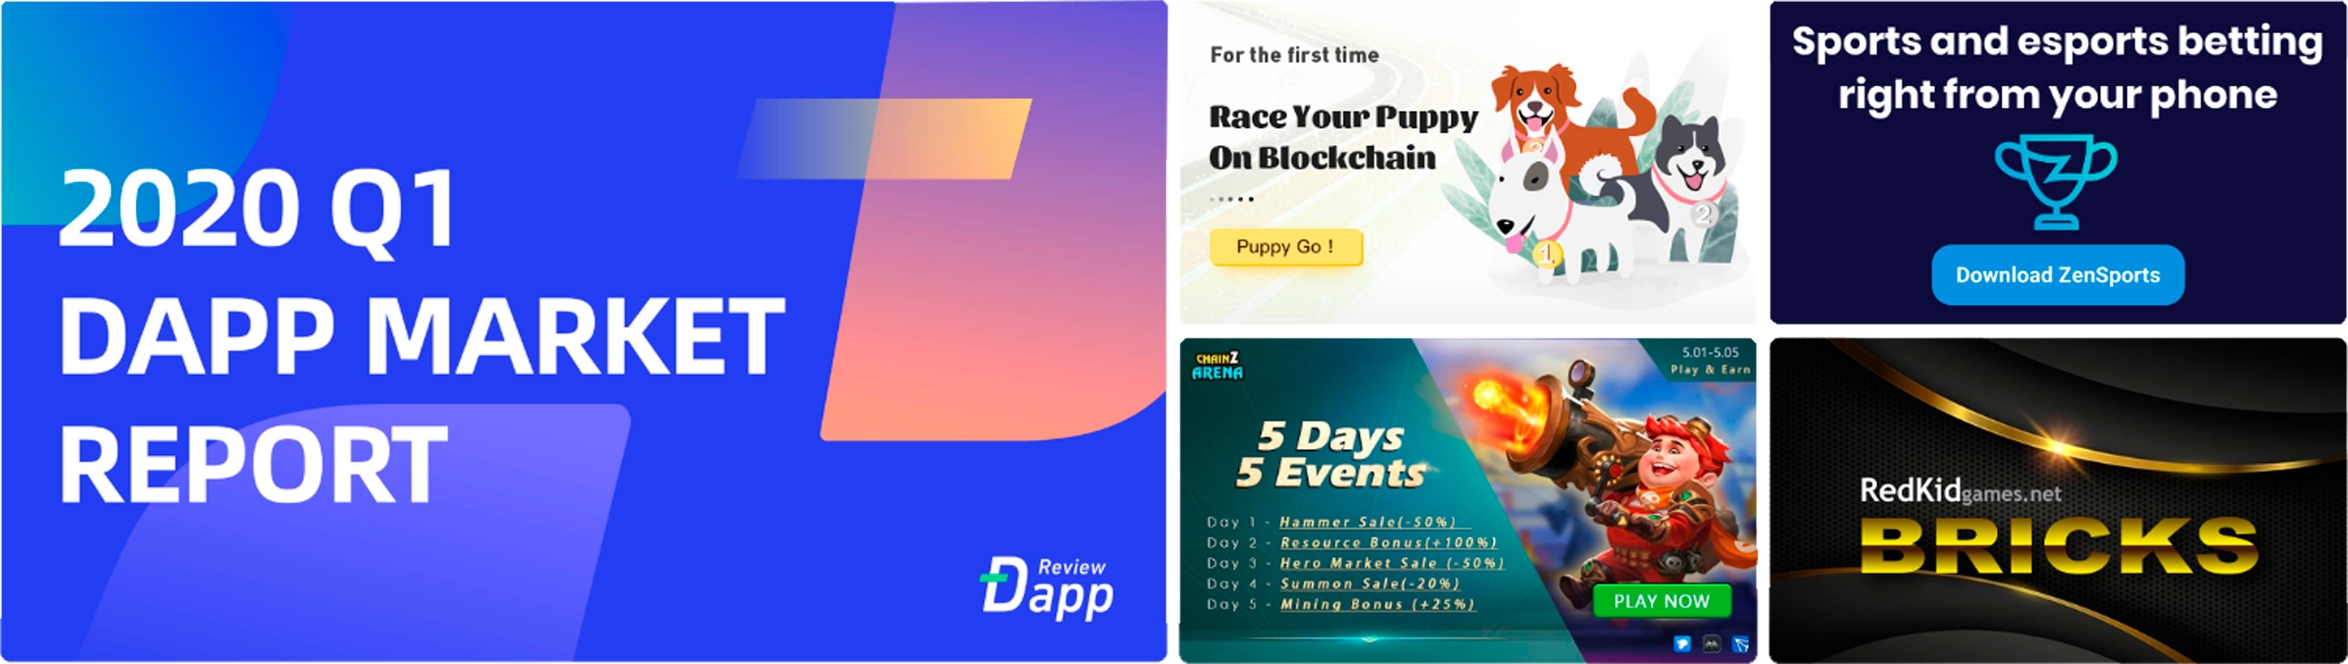 2020 Q1
DAPP MARKET
REPORT
Review
Dapp
For the first time
Race Your Puppy
On Blockchain
Puppy Go !
1
2
Sports and esports betting
right from your phone
Download ZenSports
CHAINZ
ARENA
5.01-5.05
Play & Earn
5 Days
5 Events
Day 1 - Hammer Sale(-50%)
Day 2 - Resource Bonus(+100%)
Day 3 - Hero Market Sale (-50%)
Day 4 - Summon Sale(-20%)
Day 5 - Mining Bonus (+25%)
PLAY NOW
RedKidgames.net
BRICKS